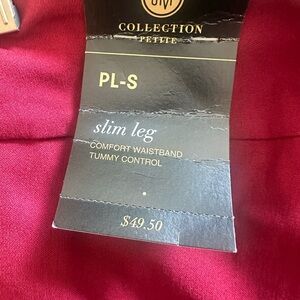 COLLECTION
PETITE
PL-S
slim leg
COMFORT WAISTBAND
TUMMY CONTROL
$49.50